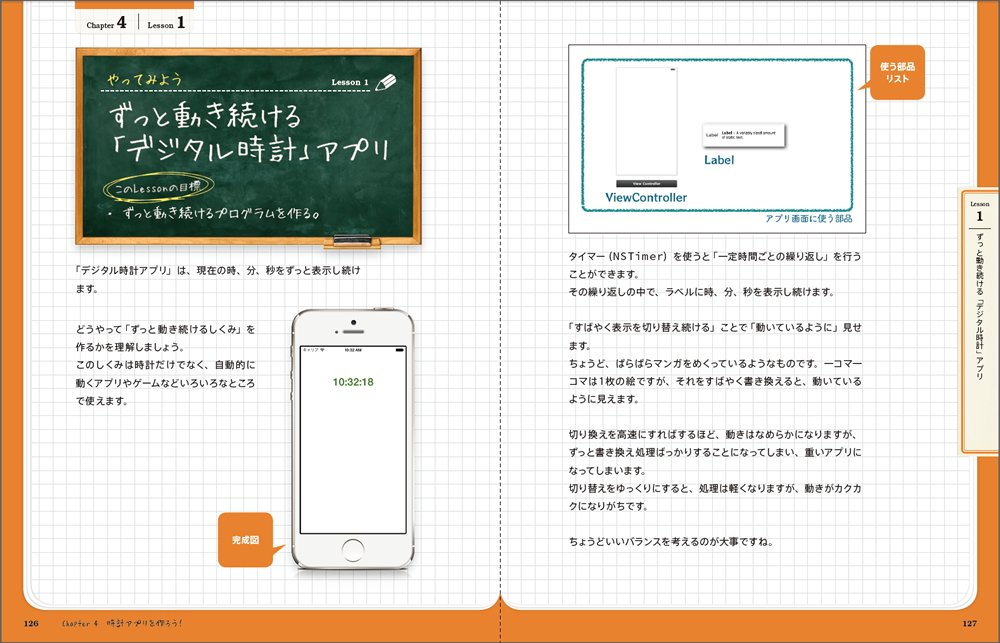 Chapter 4 Lesson 1
やってみよう
Lesson 1
ずっと動き続ける
「デジタル時計」アプリ
このLessonの目標
・ ずっと動き続けるプログラムを作る。
「デジタル時計アプリ」は、現在の時、分、秒をずっと表示し続け
ます。
どうやって「ずっと動き続けるしくみ」を
作るかを理解しましょう。
このしくみは時計だけでなく、自動的に
動くアプリやゲームなどいろいろなところ
で使えます。
キャリア 10:32 AM
10:32:18
完成図
126 Chapter 4 時計アプリを作ろう!
使う部品
リスト
Label Label - A variably sized amount
of static text.
Label
View Controller
ViewController
アプリ画面に使う部品
タイマー(NSTimer)を使うと「一定時間ごとの繰り返し」を行う
ことができます。
その繰り返しの中で、ラベルに時、分、秒を表示し続けます。
「すばやく表示を切り替え続ける」ことで「動いているように」見せ
ます。
ちょうど、ぱらぱらマンガをめくっているようなものです。一コマ一
コマは1枚の絵ですが、それをすばやく書き換えると、動いている
ように見えます。
切り換えを高速にすればするほど、動きはなめらかになりますが、
ずっと書き換え処理ばっかりすることになってしまい、重いアプリに
なってしまいます。
切り替えをゆっくりにすると、処理は軽くなりますが、動きがカクカ
クになりがちです。
ちょうどいいバランスを考えるのが大事ですね。
Lesson
1
ずっと動き続ける「デジタル時計」アプリ
127